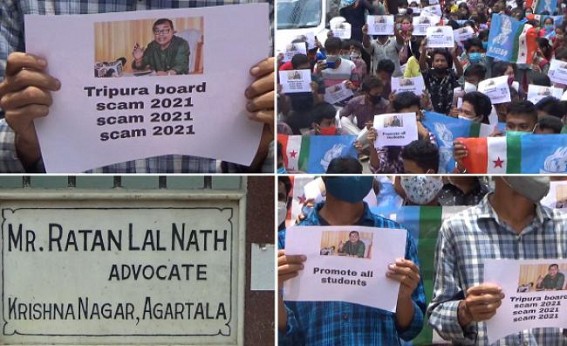 Tripura board
scam 2021
scam 2021
scam 2021
Promote all
students
MR. RATAN LAL NATH
ADVOCATE
KRISHNA NAGAR, AGARTALA
Promote all
students
Tripura board
scam 2021
scam 2021
scam 2021